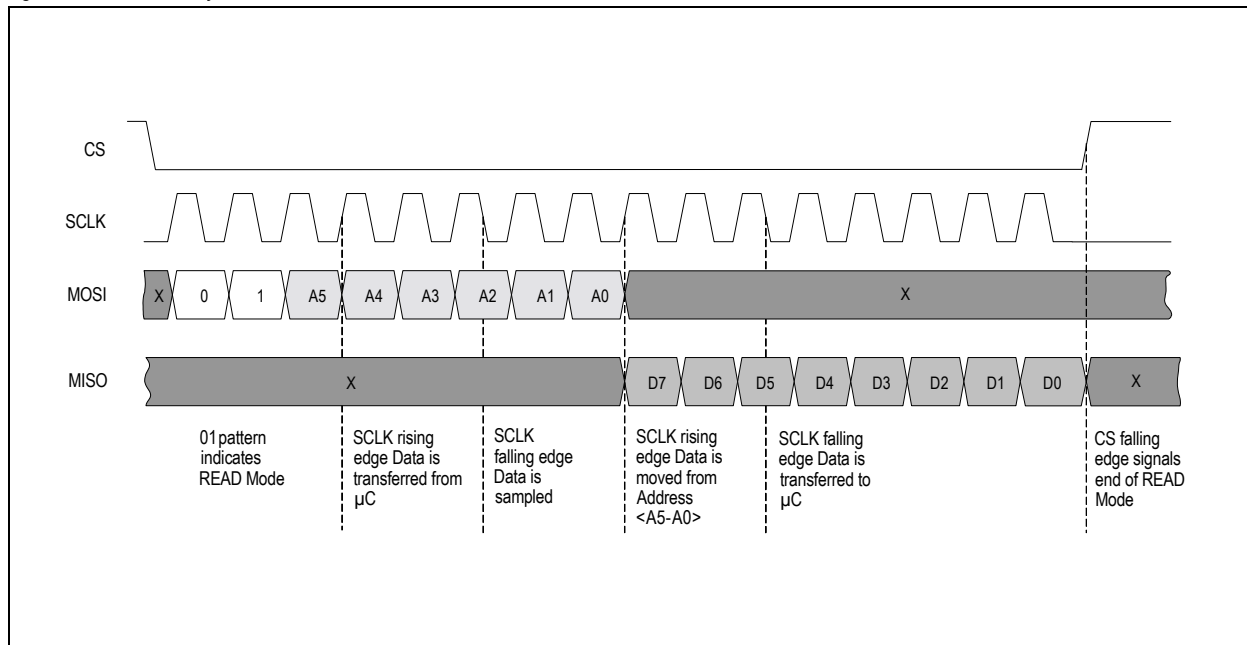 CS
SCLK
MOSI
X 0 1 A5 A4 A3 A2 A1 A0 X
MISO
X D7 D6 D5 D4 D3 D2 D1 D0 X
01 pattern
indicates
READ Mode
SCLK rising
edge Data is
transferred from
µC
SCLK
falling edge
Data is
sampled
SCLK rising
edge Data is
moved from
Address
<A5-A0>
SCLK falling
edge Data is
transferred to
µC
CS falling
edge signals
end of READ
Mode